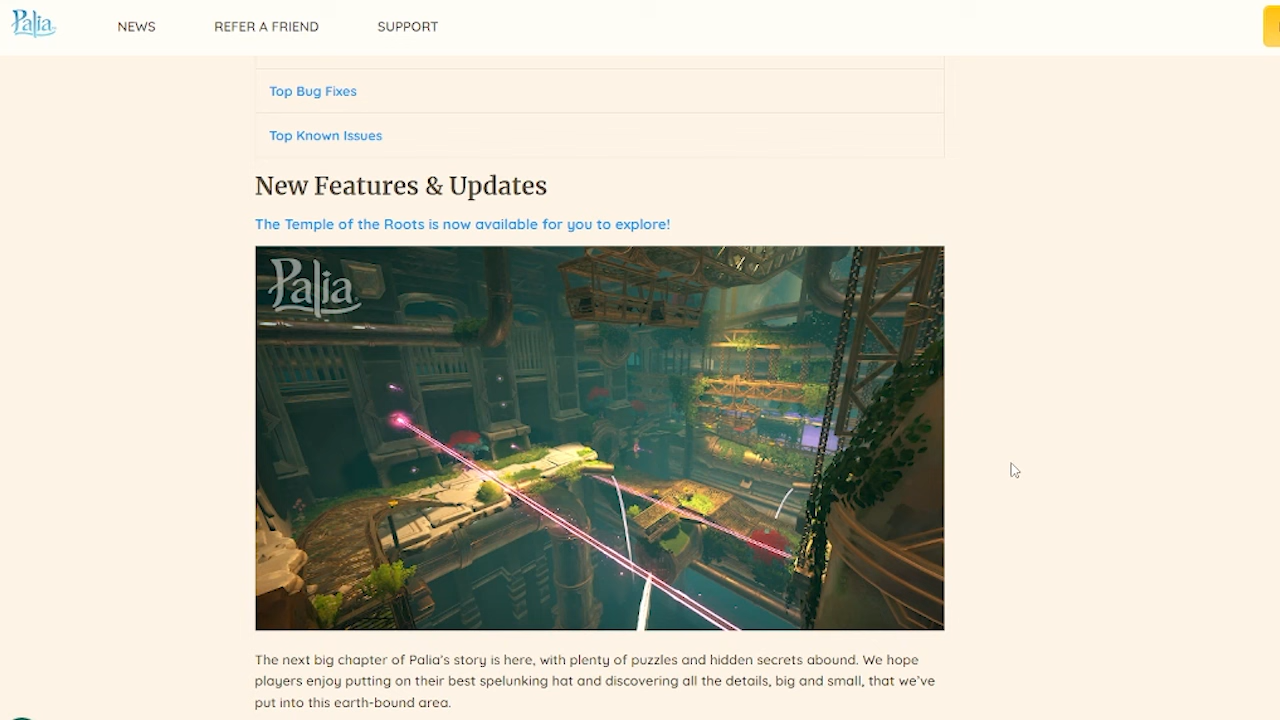 Palia
NEWS
REFER A FRIEND
SUPPORT
Top Bug Fixes
Top Known Issues
New Features & Updates
The Temple of the Roots is now available for you to explore!
Palia
The next big chapter of Palia's story is here, with plenty of puzzles and hidden secrets abound. We hope
players enjoy putting on their best spelunking hat and discovering all the details, big and small, that we've
put into this earth-bound area.